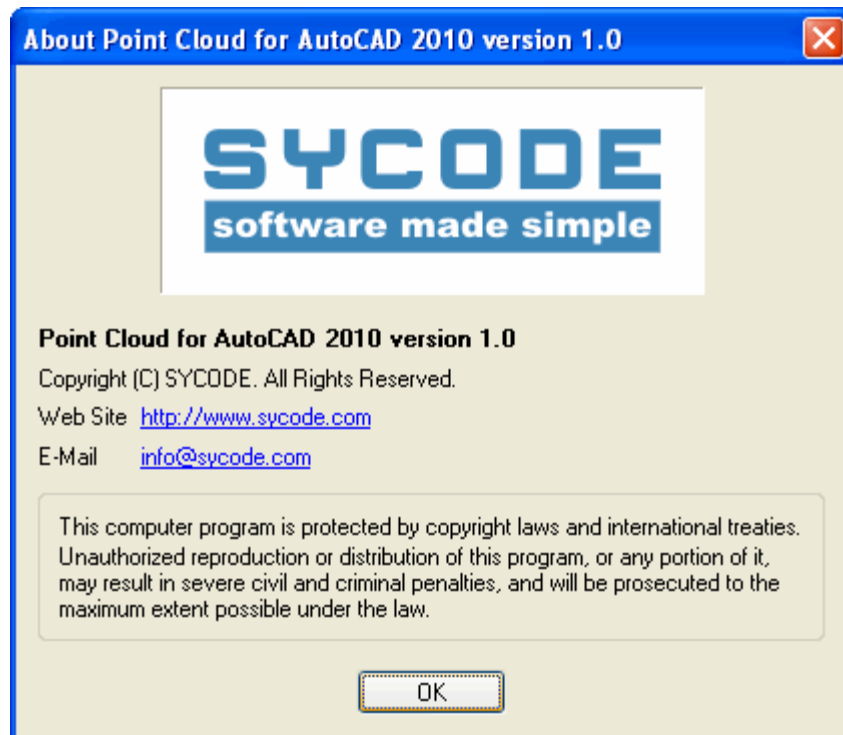 About Point Cloud for AutoCAD 2010 version 1.0
SYCODE
software made simple
Point Cloud for AutoCAD 2010 version 1.0
Copyright (C) SYCODE. All Rights Reserved.
Web Site http://www.sycode.com
E-Mail info@sycode.com
This computer program is protected by copyright laws and international treaties.
Unauthorized reproduction or distribution of this program, or any portion of it,
may result in severe civil and criminal penalties, and will be prosecuted to the
maximum extent possible under the law.
OK